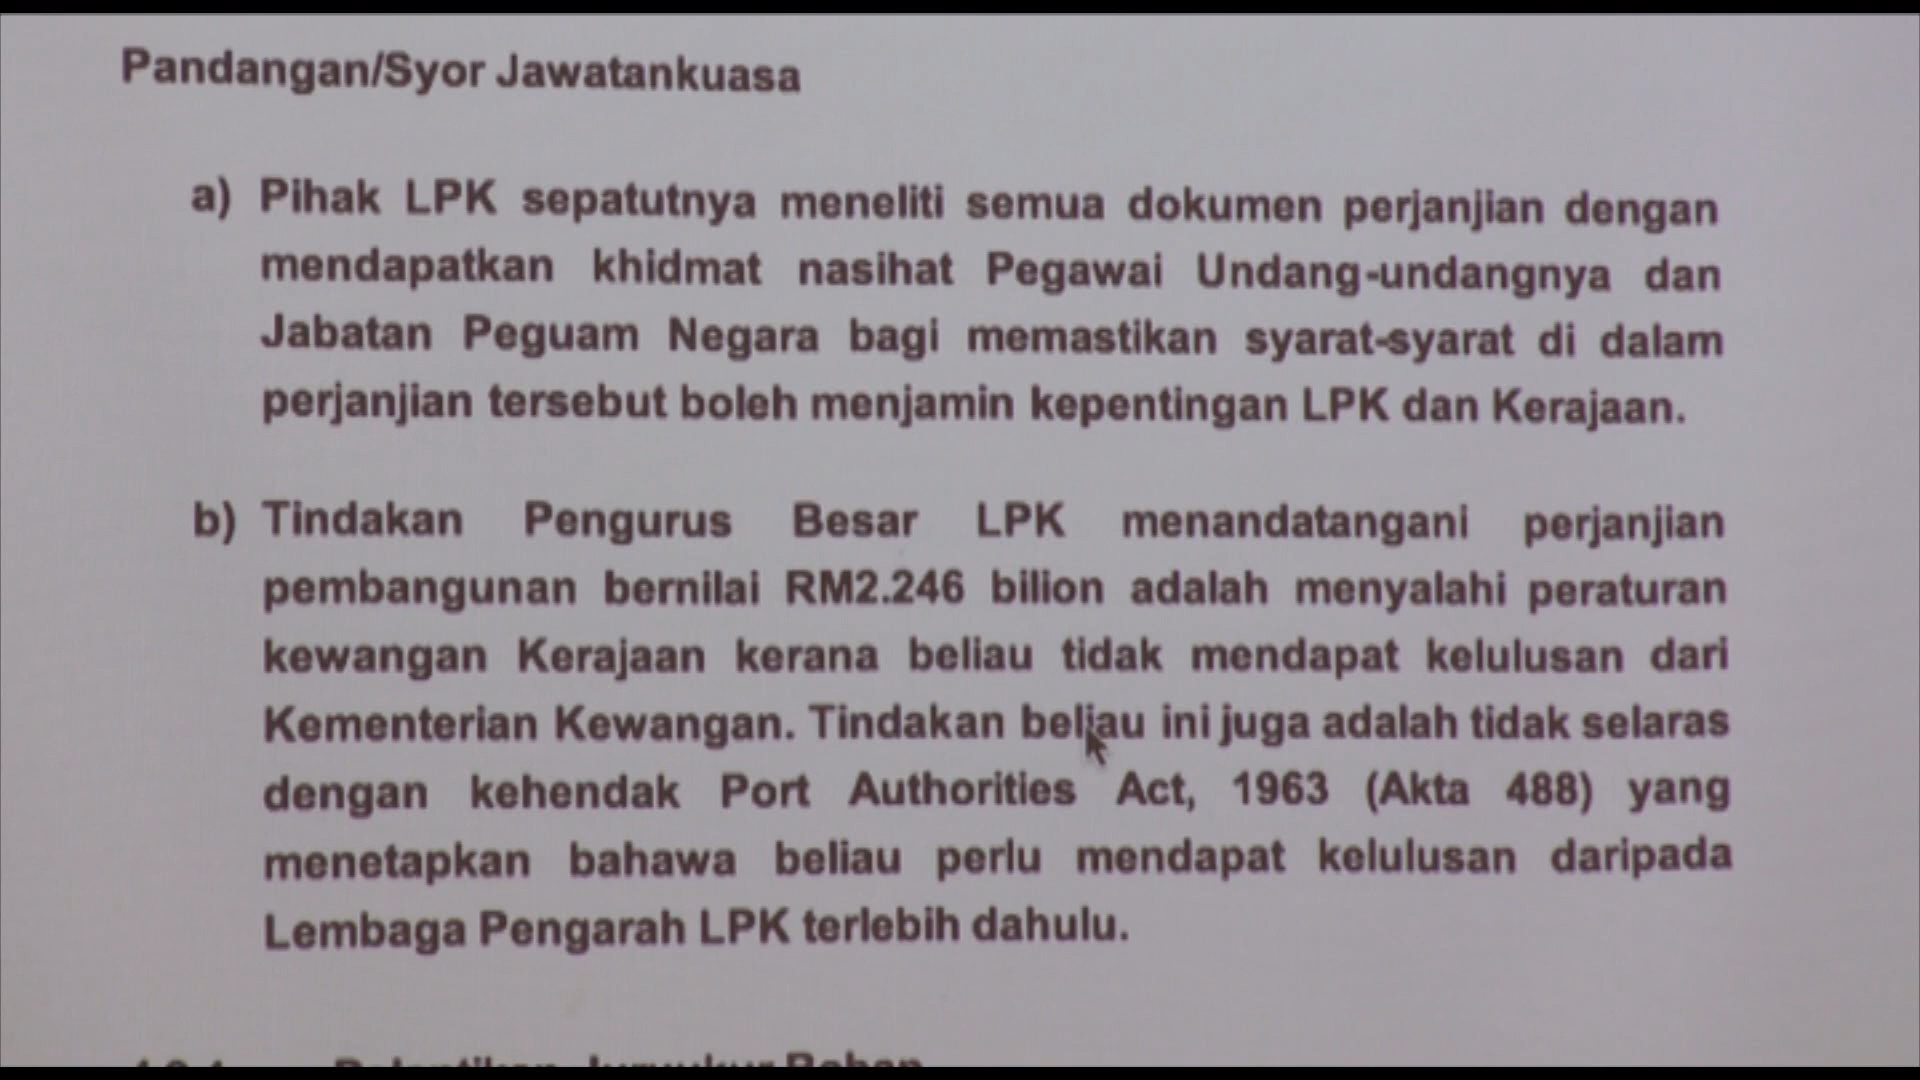 Pandangan/Syor Jawatankuasa
a) Pihak LPK sepatutnya meneliti semua dokumen perjanjian dengan
mendapatkan khidmat nasihat Pegawai Undang-undangnya dan
Jabatan Peguam Negara bagi memastikan syarat-syarat di dalam
perjanjian tersebut boleh menjamin kepentingan LPK dan Kerajaan.
b) Tindakan Pengurus Besar LPK menandatangani perjanjian
pembangunan bernilai RM2.246 bilion adalah menyalahi peraturan
kewangan Kerajaan kerana beliau tidak mendapat kelulusan dari
Kementerian Kewangan. Tindakan beliau ini juga adalah tidak selaras
dengan kehendak Port Authorities Act, 1963 (Akta 488) yang
menetapkan bahawa beliau perlu mendapat kelulusan daripada
Lembaga Pengarah LPK terlebih dahulu.